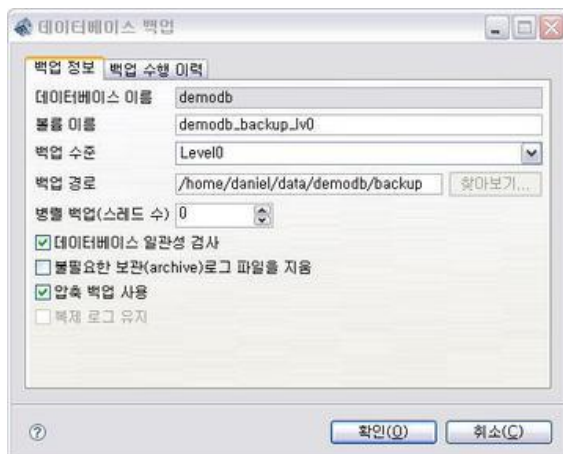 데이터베이스 백업
백업 정보 백업 수행 이력
데이터베이스 이름 demodb
볼륨 이름 demodb_backup_lv0
백업 수준 Level0
백업 경로 /home/daniel/data/demodb/backup 찾아보기...
병렬 백업(스레드 수) 0
데이터베이스 일관성 검사
불필요한 보관(archive)로그 파일을 지움
압축 백업 사용
복제 로그 유지
확인(O) 취소(C)